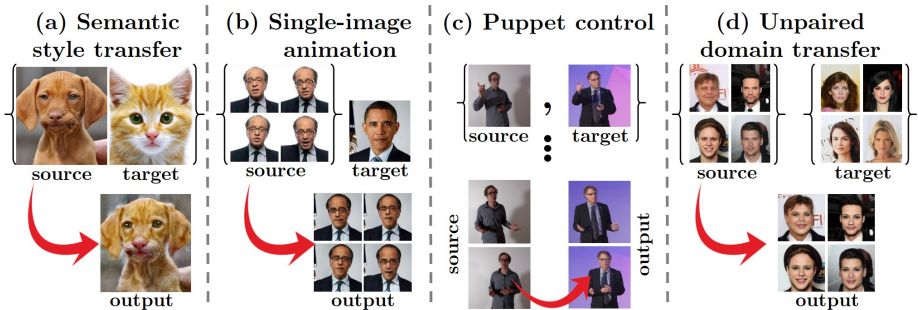 (a) Semantic
style transfer
source target
output
(b) Single-image
animation
source target
output
(c) Puppet control
,
source target
source
output
(d) Unpaired
domain transfer
source target
output